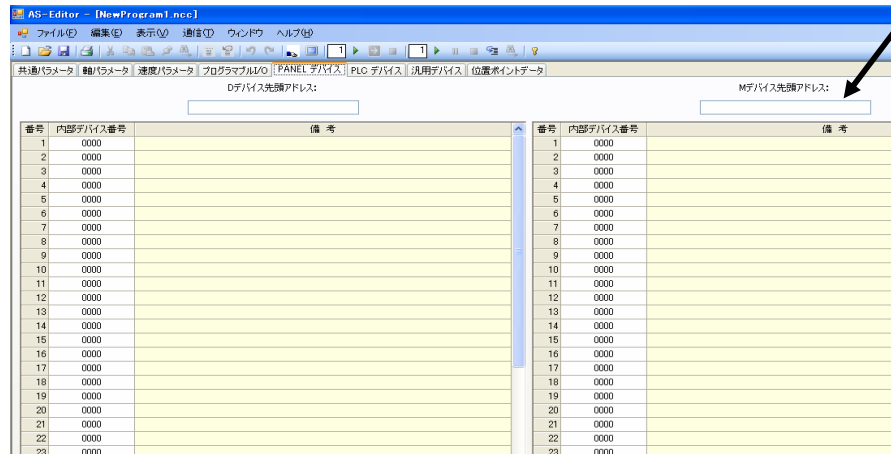 AS-Editor - [NewProgram1.ncc]
ファイル(F) 編集(E) 表示(V) 通信(T) ウィンドウ ヘルプ(H)
1 1
共通パラメータ 軸パラメータ 速度パラメータ プログラマブルI/O PANEL デバイス PLC デバイス 汎用デバイス 位置ポイントデータ
Dデバイス先頭アドレス: Mデバイス先頭アドレス:
番号 内部デバイス番号 備 考 番号 内部デバイス番号 備 考
1 0000 1 0000
2 0000 2 0000
3 0000 3 0000
4 0000 4 0000
5 0000 5 0000
6 0000 6 0000
7 0000 7 0000
8 0000 8 0000
9 0000 9 0000
10 0000 10 0000
11 0000 11 0000
12 0000 12 0000
13 0000 13 0000
14 0000 14 0000
15 0000 15 0000
16 0000 16 0000
17 0000 17 0000
18 0000 18 0000
19 0000 19 0000
20 0000 20 0000
21 0000 21 0000
22 0000 22 0000
23 0000 23 0000